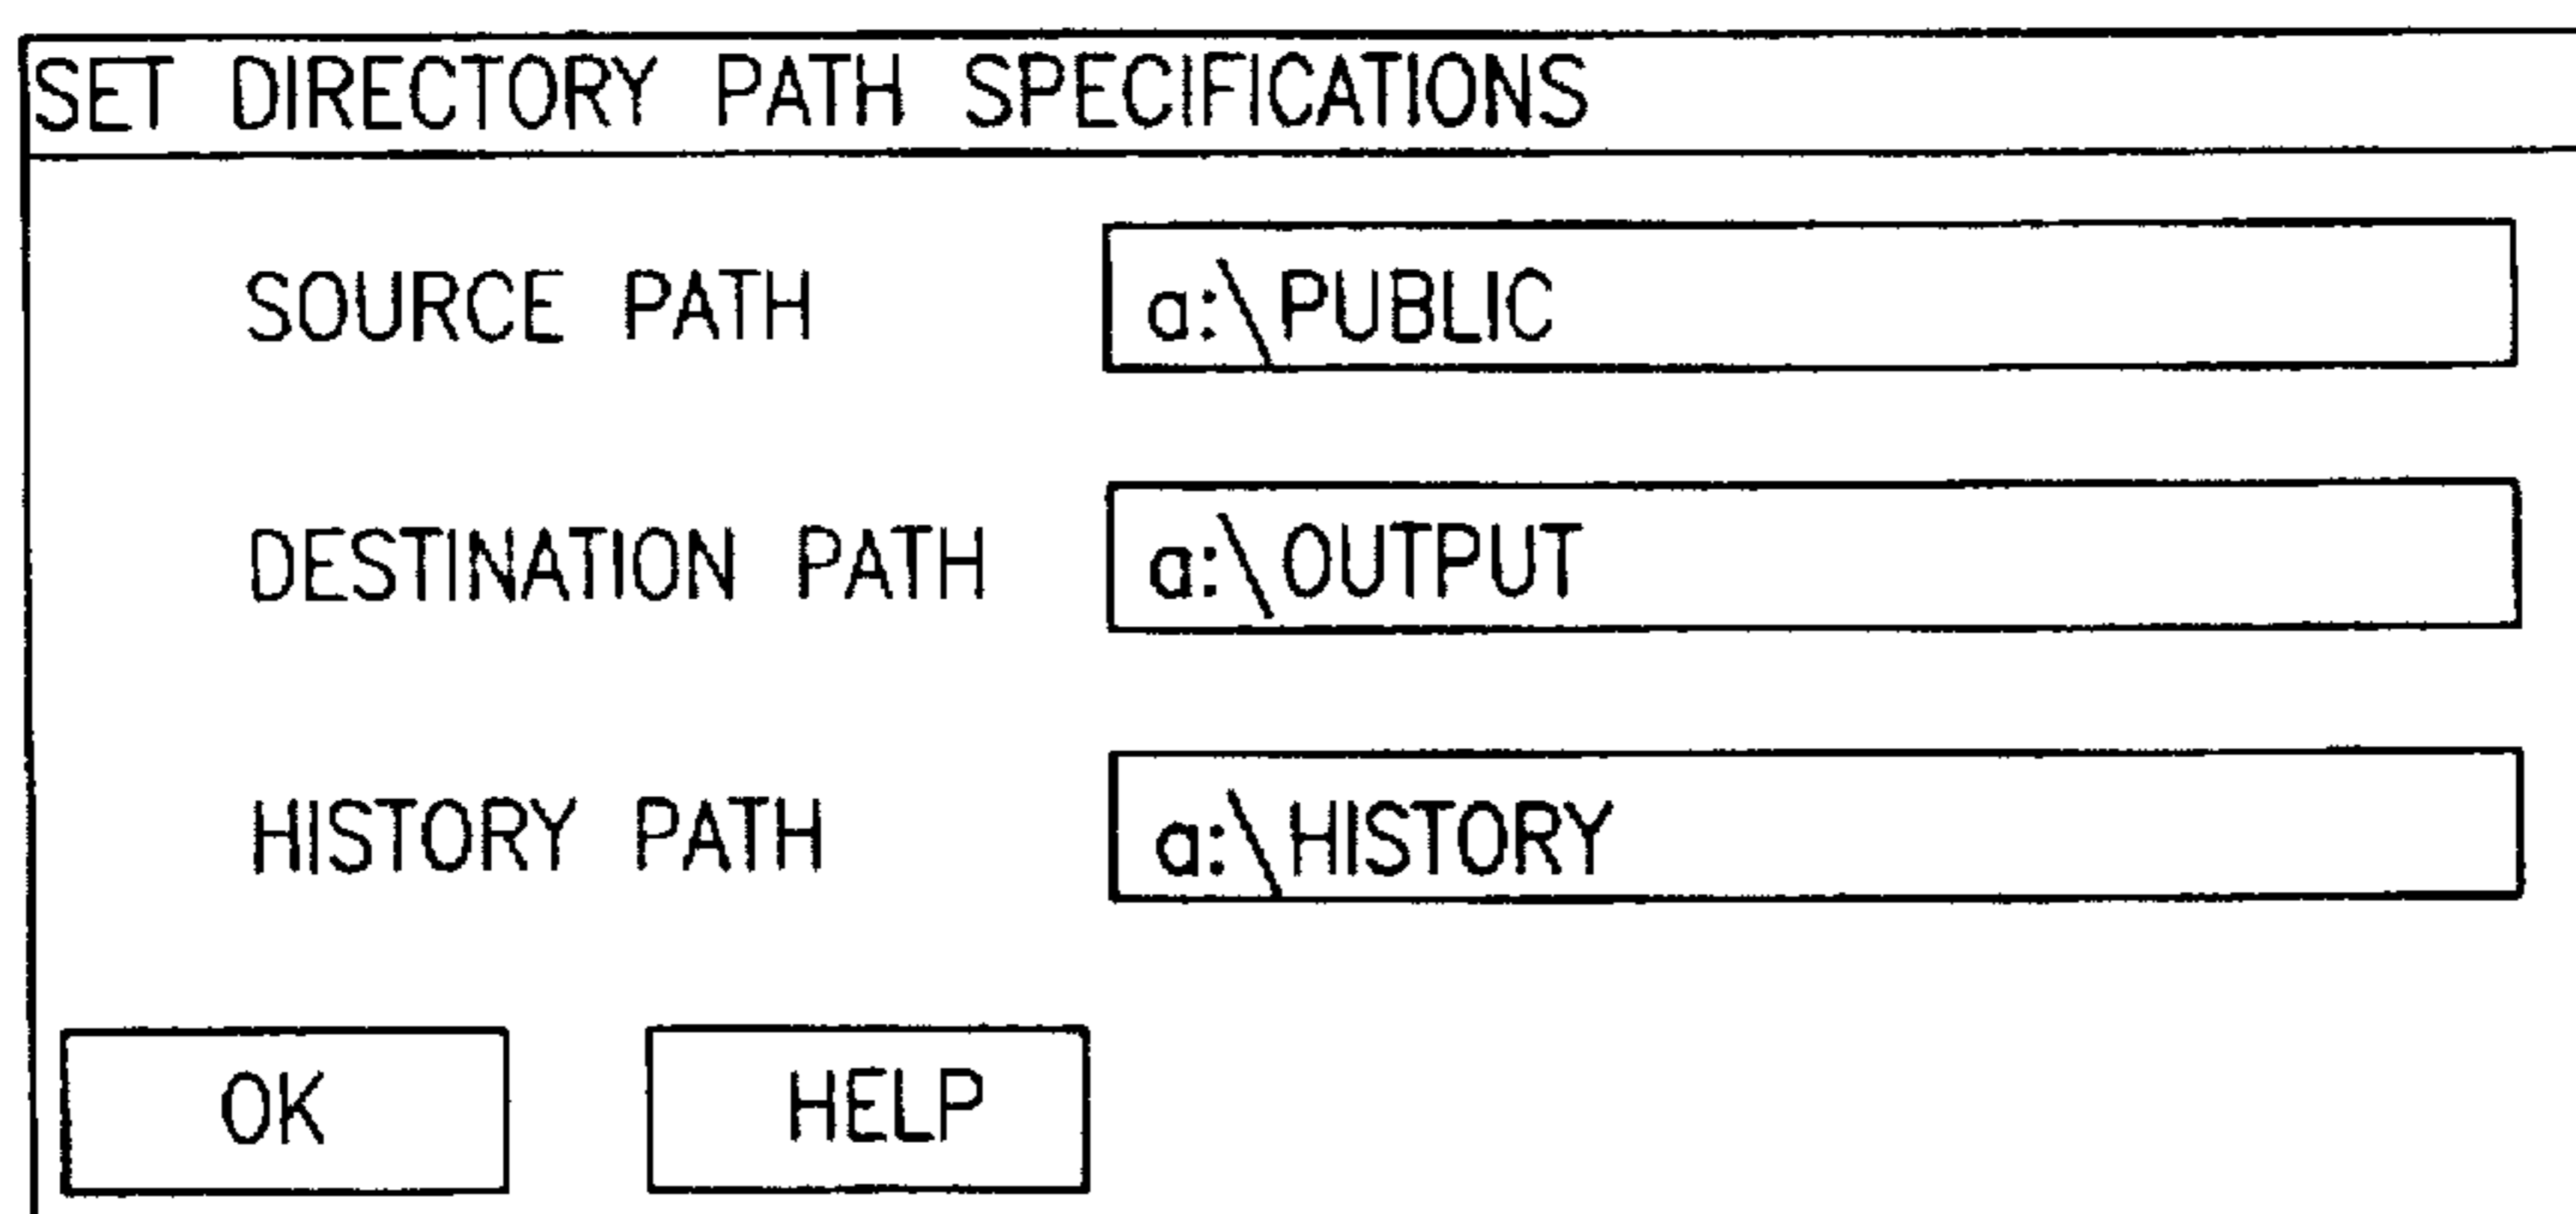 SET DIRECTORY PATH SPECIFICATIONS
SOURCE PATH a:\PUBLIC
DESTINATION PATH a:\OUTPUT
HISTORY PATH a:\HISTORY
OK HELP